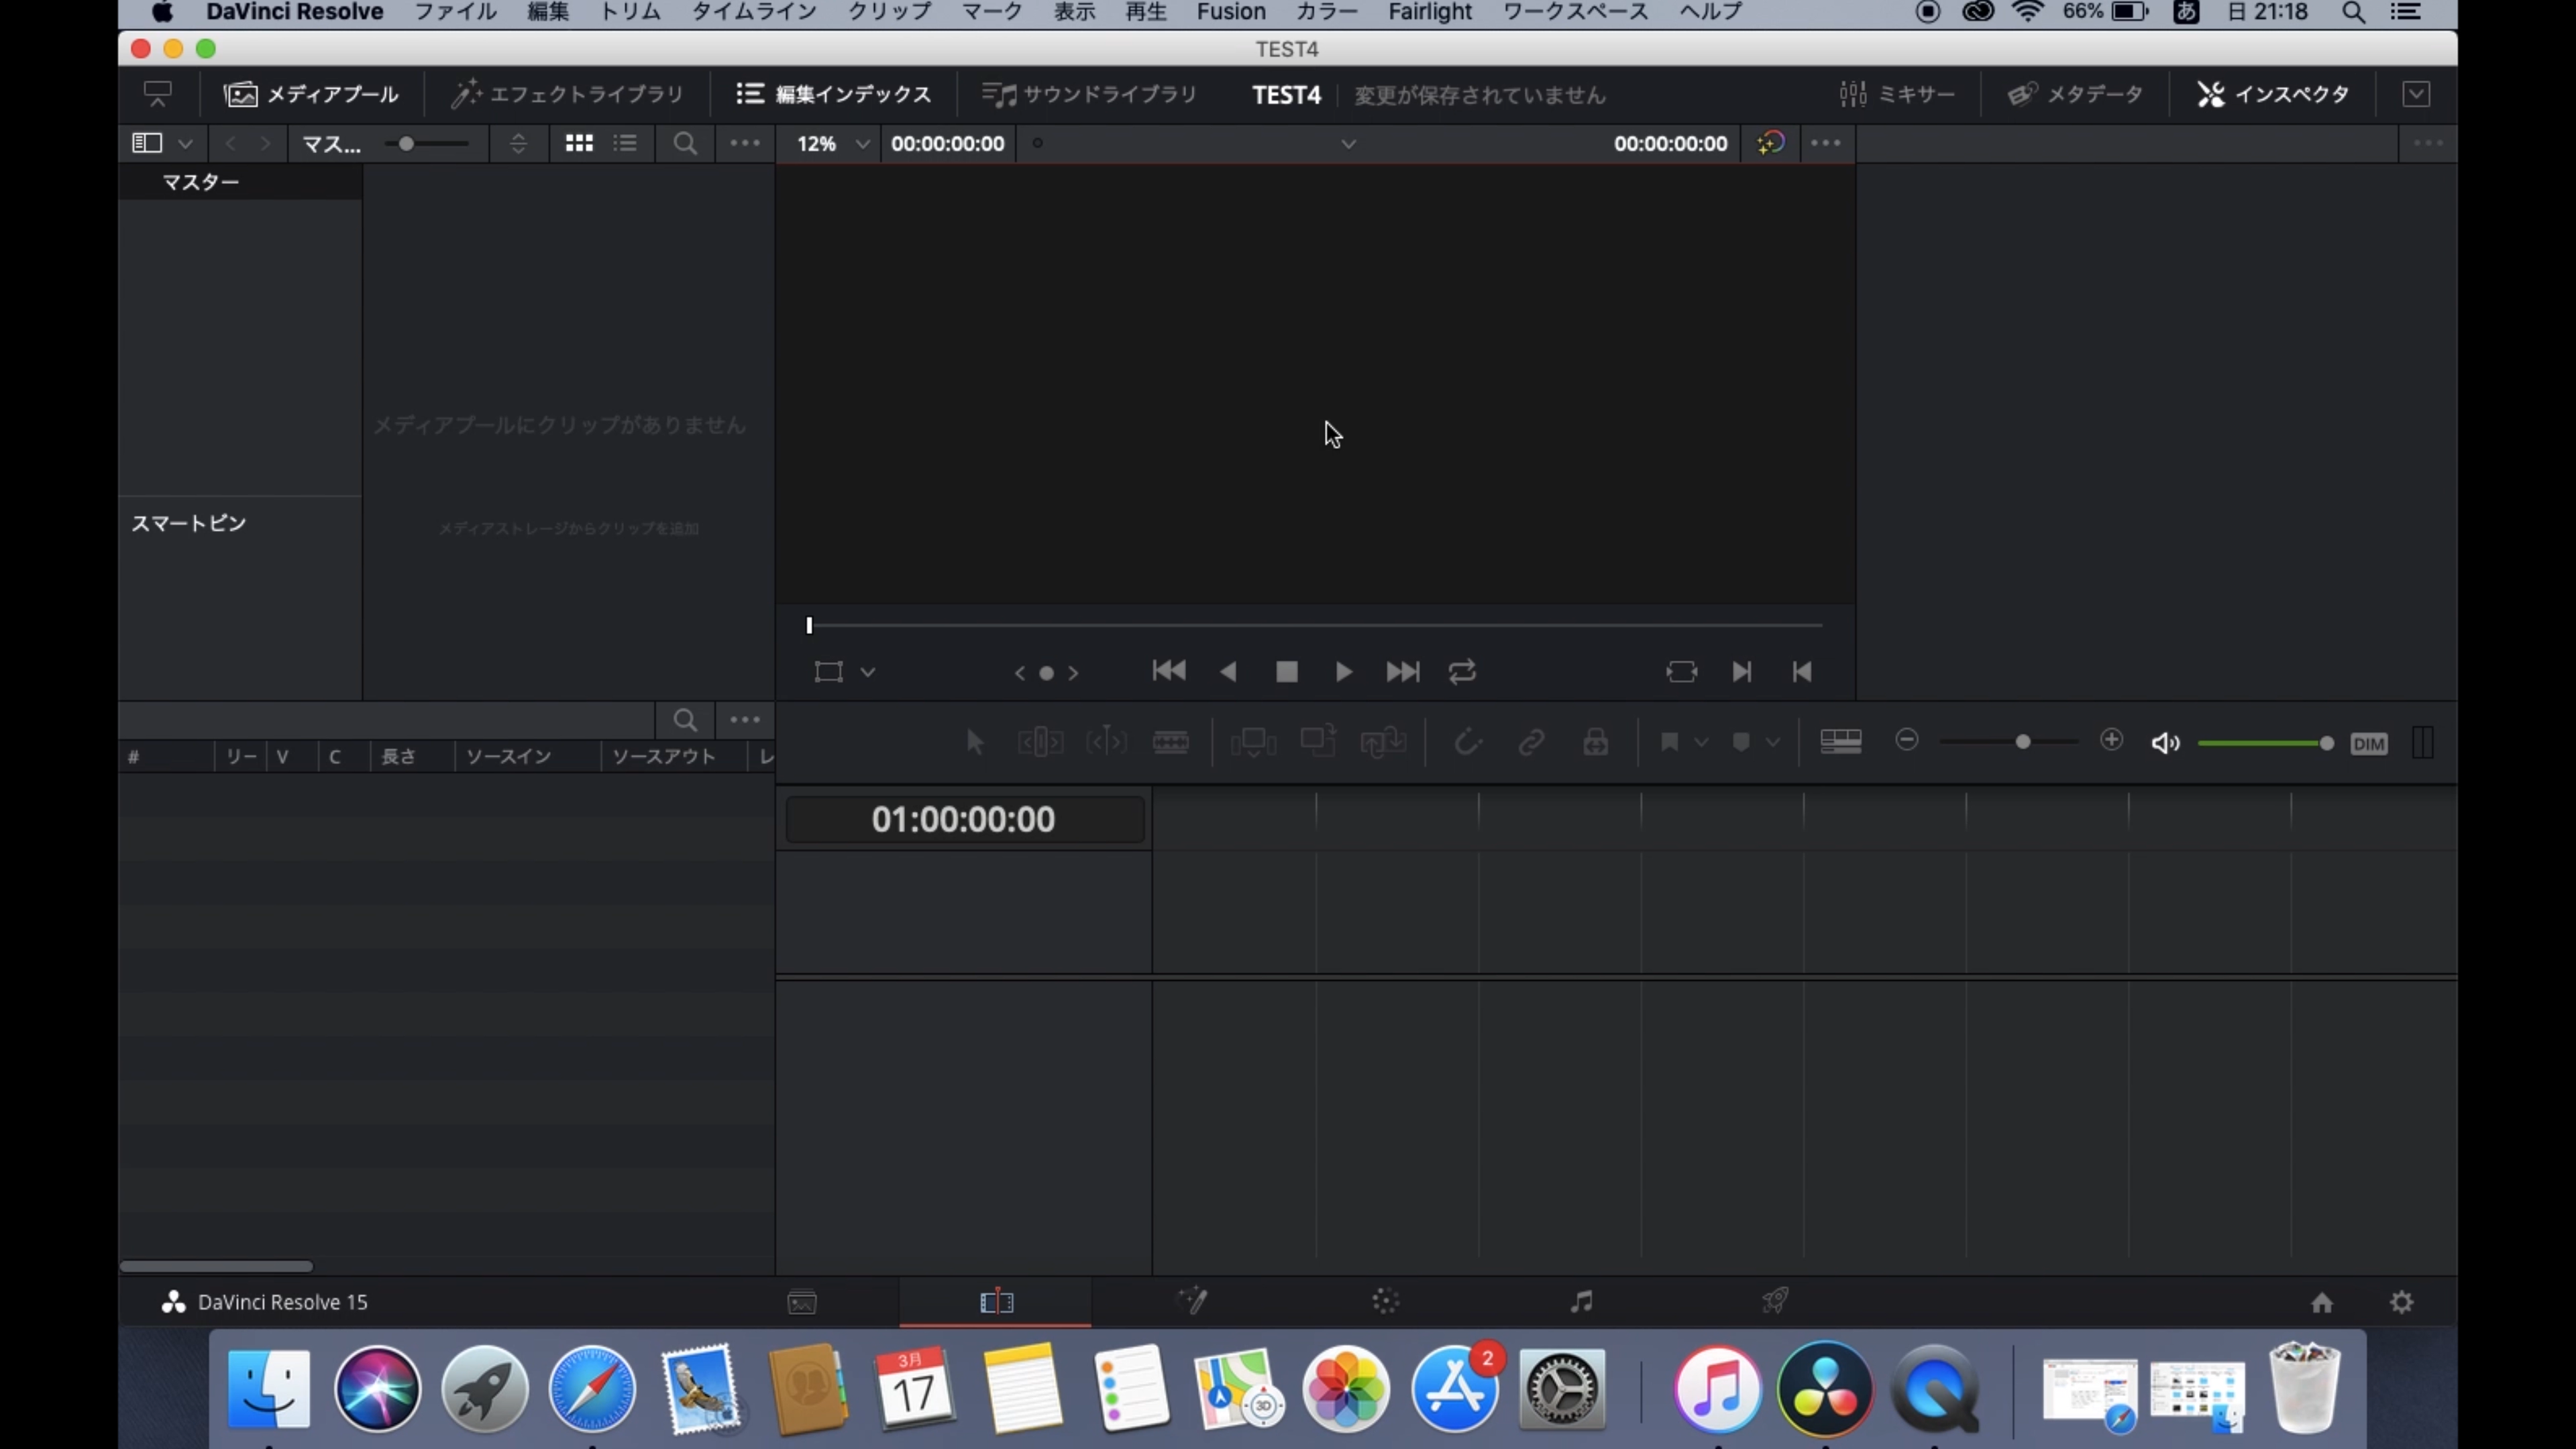 DaVinci Resolve ファイル 編集 トリム タイムライン クリップ マーク 表示 再生 Fusion カラー Fairlight ワークスペース ヘルプ 66% あ 日 21:18
TEST4
メディアプール エフェクトライブラリ 編集インデックス サウンドライブラリ TEST4 変更が保存されていません ミキサー メタデータ インスペクタ
マス... 12% 00:00:00:00 00:00:00:00
マスター
メディアプールにクリップがありません
スマートビン
メディアストレージからクリップを追加
DIM
# リー V C 長さ ソースイン ソースアウト レ
01:00:00:00
DaVinci Resolve 15
3月
17
3D
2